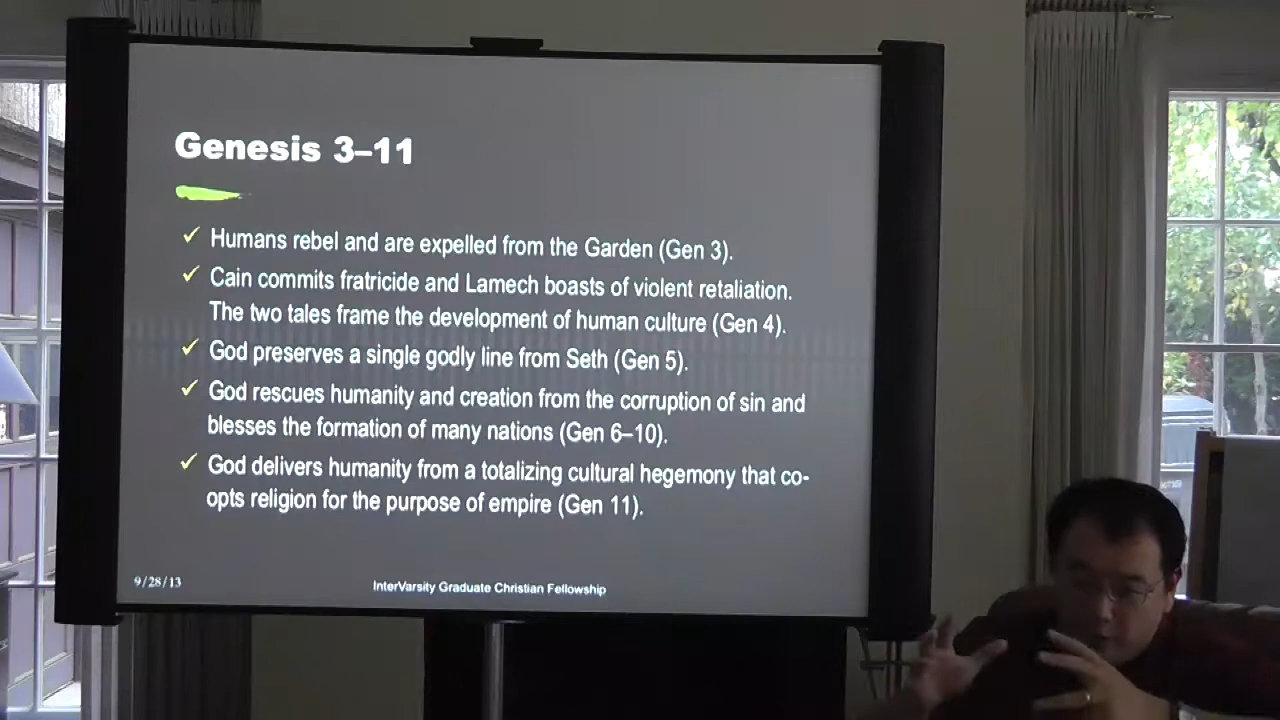 Genesis 3–11
✓ Humans rebel and are expelled from the Garden (Gen 3).
✓ Cain commits fratricide and Lamech boasts of violent retaliation.
The two tales frame the development of human culture (Gen 4).
✓ God preserves a single godly line from Seth (Gen 5).
✓ God rescues humanity and creation from the corruption of sin and
blesses the formation of many nations (Gen 6–10).
✓ God delivers humanity from a totalizing cultural hegemony that co-
opts religion for the purpose of empire (Gen 11).
9/28/13
InterVarsity Graduate Christian Fellowship